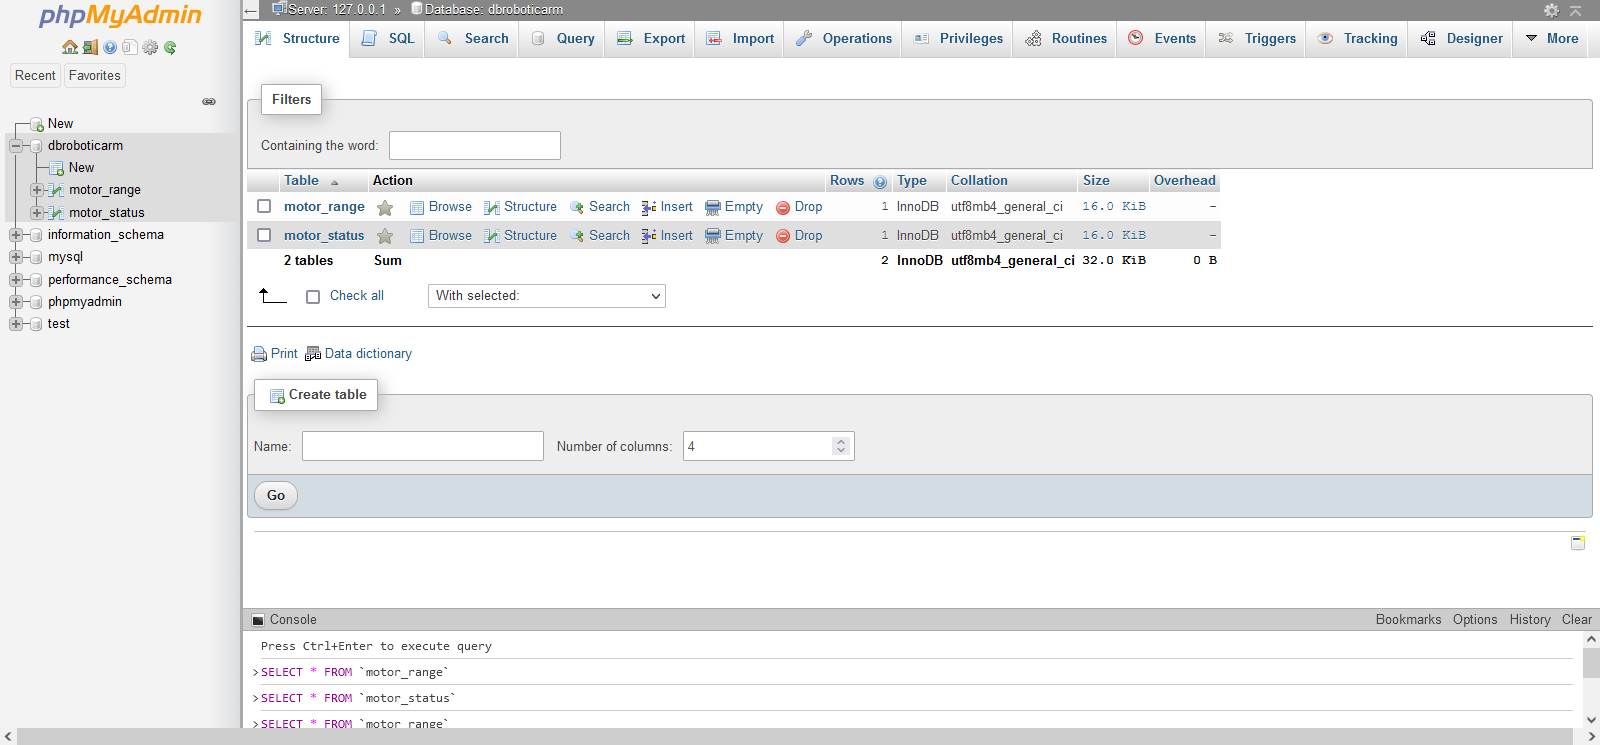 phpMyAdmin
Recent Favorites
New
dbroboticarm
New
motor_range
motor_status
information_schema
mysql
performance_schema
phpmyadmin
test
Server: 127.0.0.1 » Database: dbroboticarm
Structure SQL Search Query Export Import Operations Privileges Routines Events Triggers Tracking Designer More
Filters
Containing the word:
Table Action Rows Type Collation Size Overhead
motor_range Browse Structure Search Insert Empty Drop 1 InnoDB utf8mb4_general_ci 16.0 KiB -
motor_status Browse Structure Search Insert Empty Drop 1 InnoDB utf8mb4_general_ci 16.0 KiB -
2 tables Sum 2 InnoDB utf8mb4_general_ci 32.0 KiB 0 B
Check all With selected:
Print Data dictionary
Create table
Name: Number of columns: 4
Go
Console Bookmarks Options History Clear
Press Ctrl+Enter to execute query
>SELECT * FROM `motor_range`
>SELECT * FROM `motor_status`
>SELECT * FROM `motor_range`